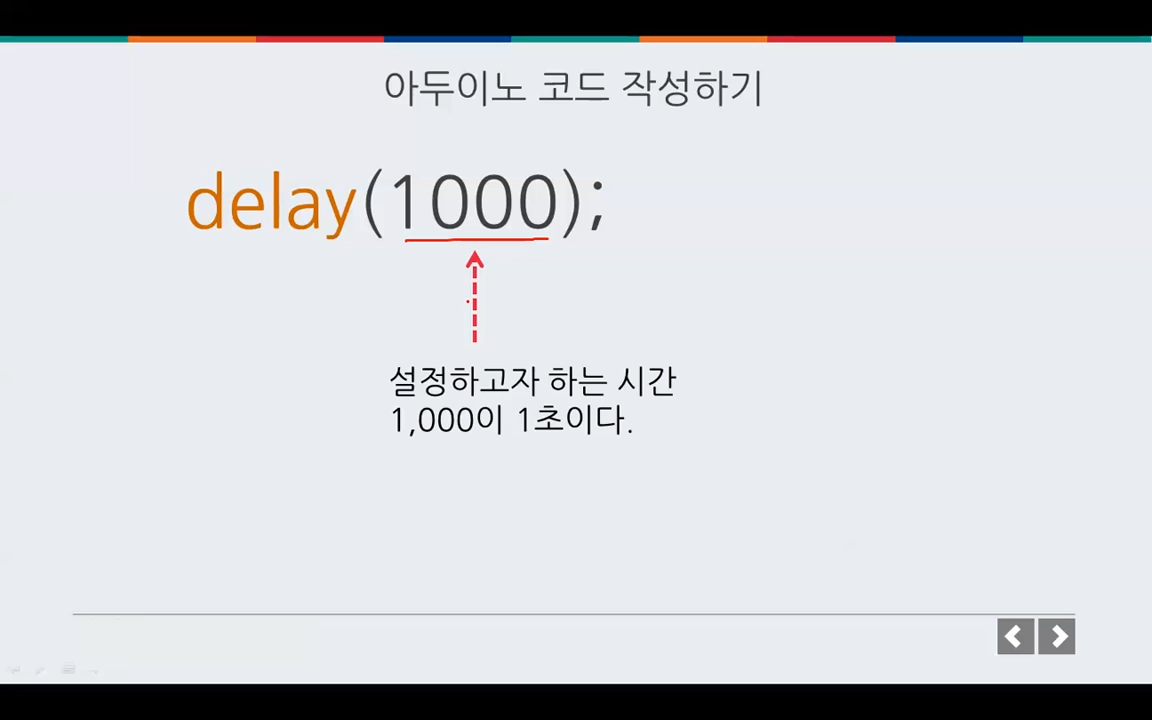 아두이노 코드 작성하기
delay(1000);
설정하고자 하는 시간
1,000이 1초이다.